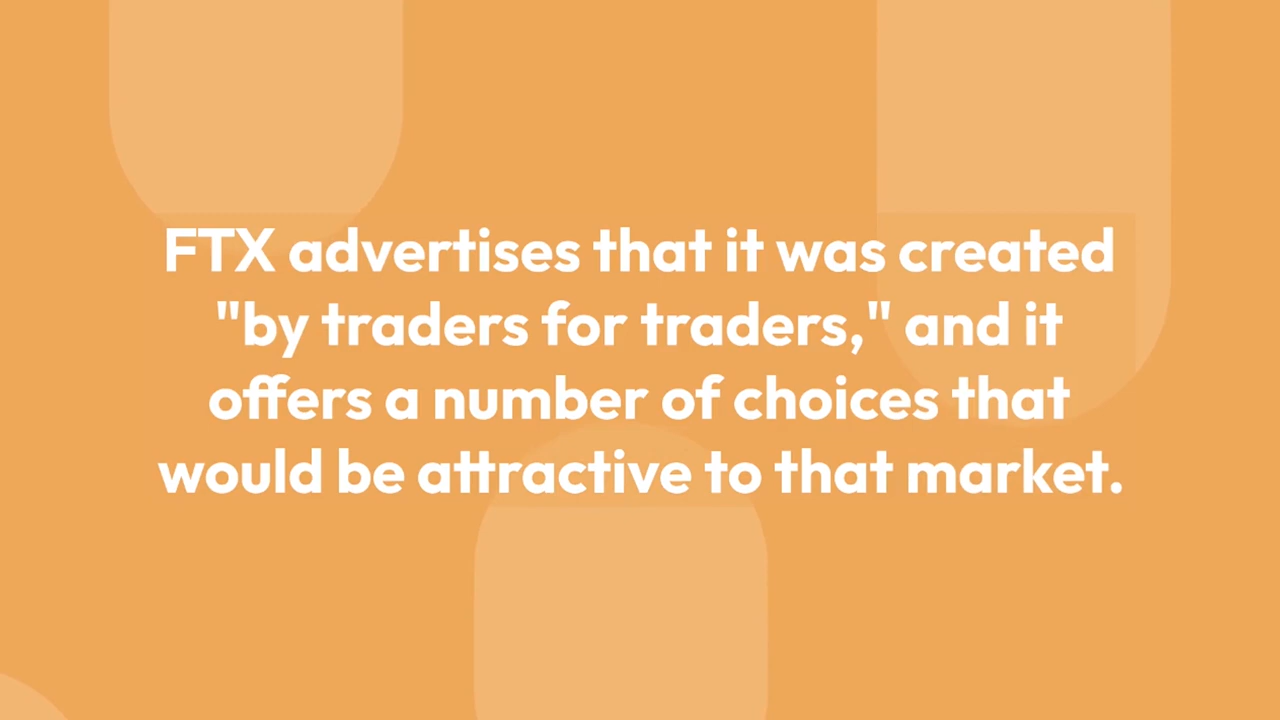 FTX advertises that it was created
"by traders for traders," and it
offers a number of choices that
would be attractive to that market.